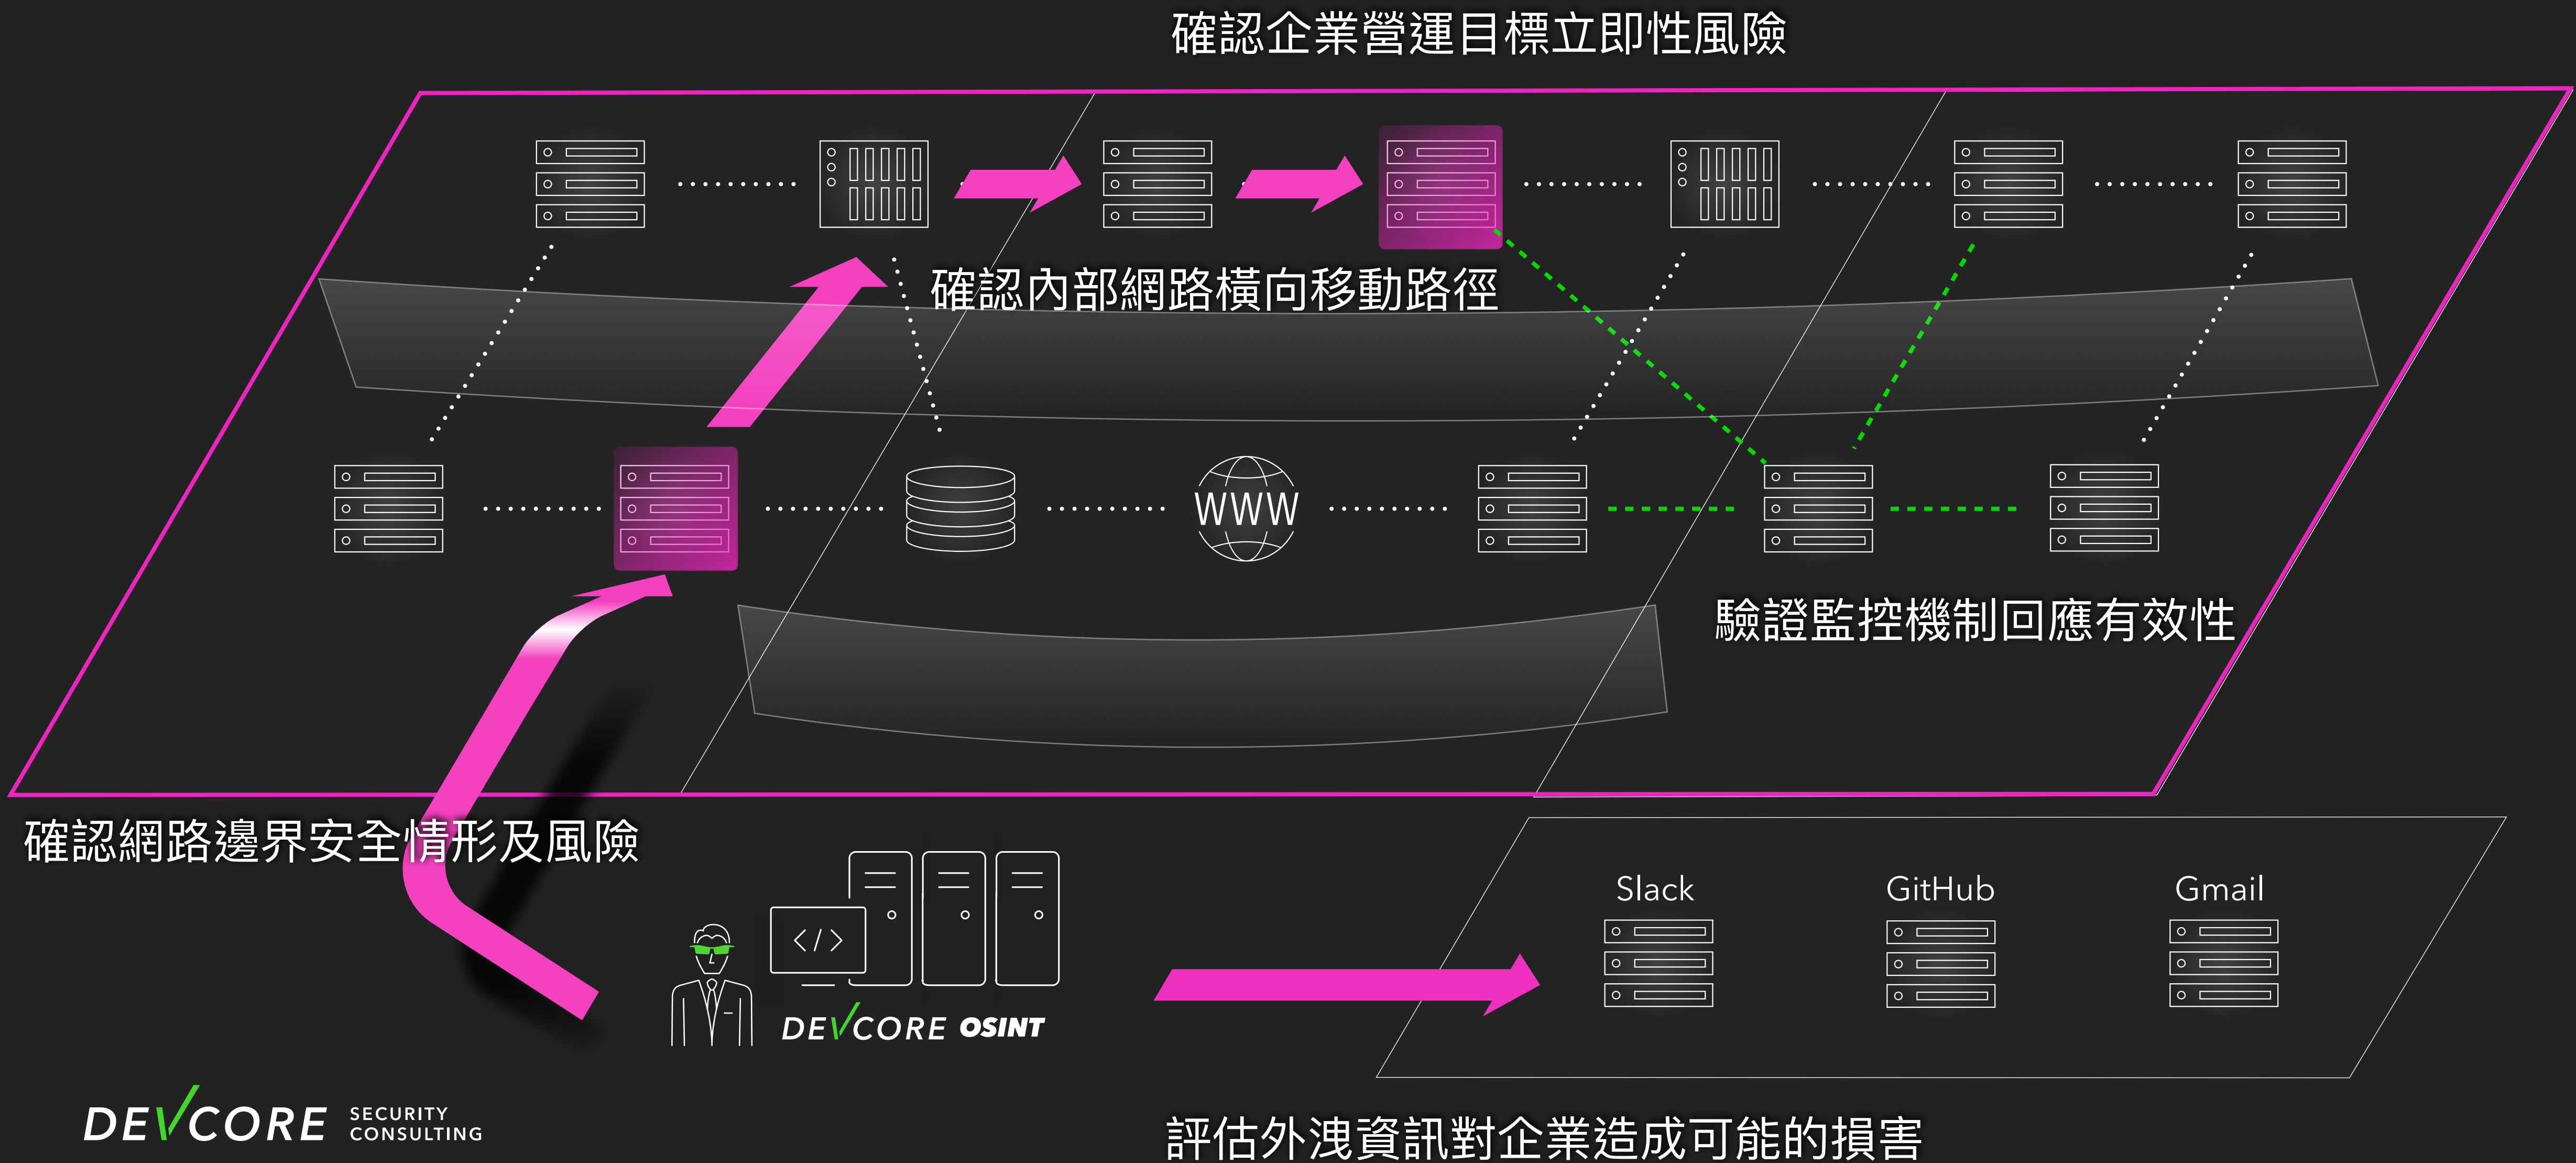 確認企業營運目標立即性風險
確認內部網路橫向移動路徑
WWW
驗證監控機制回應有效性
確認網路邊界安全情形及風險
Slack
GitHub
Gmail
</>
DEVCORE OSINT
DEVCORE SECURITY CONSULTING
評估外洩資訊對企業造成可能的損害